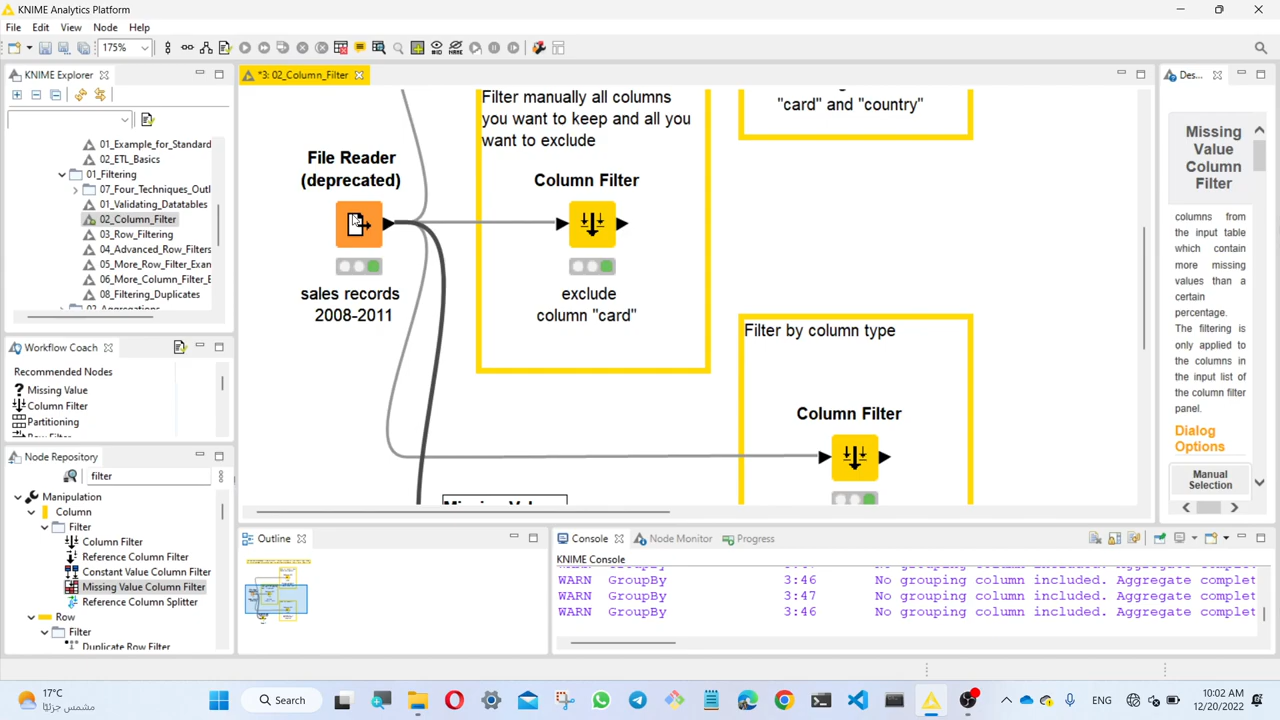 KNIME Analytics Platform
File Edit View Node Help
175%
KNIME Explorer
01_Example_for_Standard
02_ETL_Basics
01_Filtering
07_Four_Techniques_Outl
01_Validating_Datatables
02_Column_Filter
03_Row_Filtering
04_Advanced_Row_Filters
05_More_Row_Filter_Exan
06_More_Column_Filter_E
08_Filtering_Duplicates
Workflow Coach
Recommended Nodes
Missing Value
Column Filter
Partitioning
Node Repository
filter
Manipulation
Column
Filter
Column Filter
Reference Column Filter
Constant Value Column Filter
Missing Value Column Filter
Reference Column Splitter
Row
Filter
Duplicate Row Filter
*3: 02_Column_Filter
Filter manually all columns
you want to keep and all you
want to exclude
"card" and "country"
File Reader
(deprecated)
Column Filter
sales records
2008-2011
exclude
column "card"
Filter by column type
Column Filter
Outline
Console
Node Monitor
Progress
KNIME Console
WARN GroupBy 3:46 No grouping column included. Aggregate complet
WARN GroupBy 3:47 No grouping column included. Aggregate complet
WARN GroupBy 3:46 No grouping column included. Aggregate complet
Des...
Missing
Value
Column
Filter
columns from
the input table
which contain
more missing
values than a
certain
percentage.
The filtering is
only applied to
the columns in
the input list of
the column filter
panel.
Dialog
Options
Manual
Selection
17°C
مشمس جزئيًا
Search
ENG
10:02 AM
12/20/2022